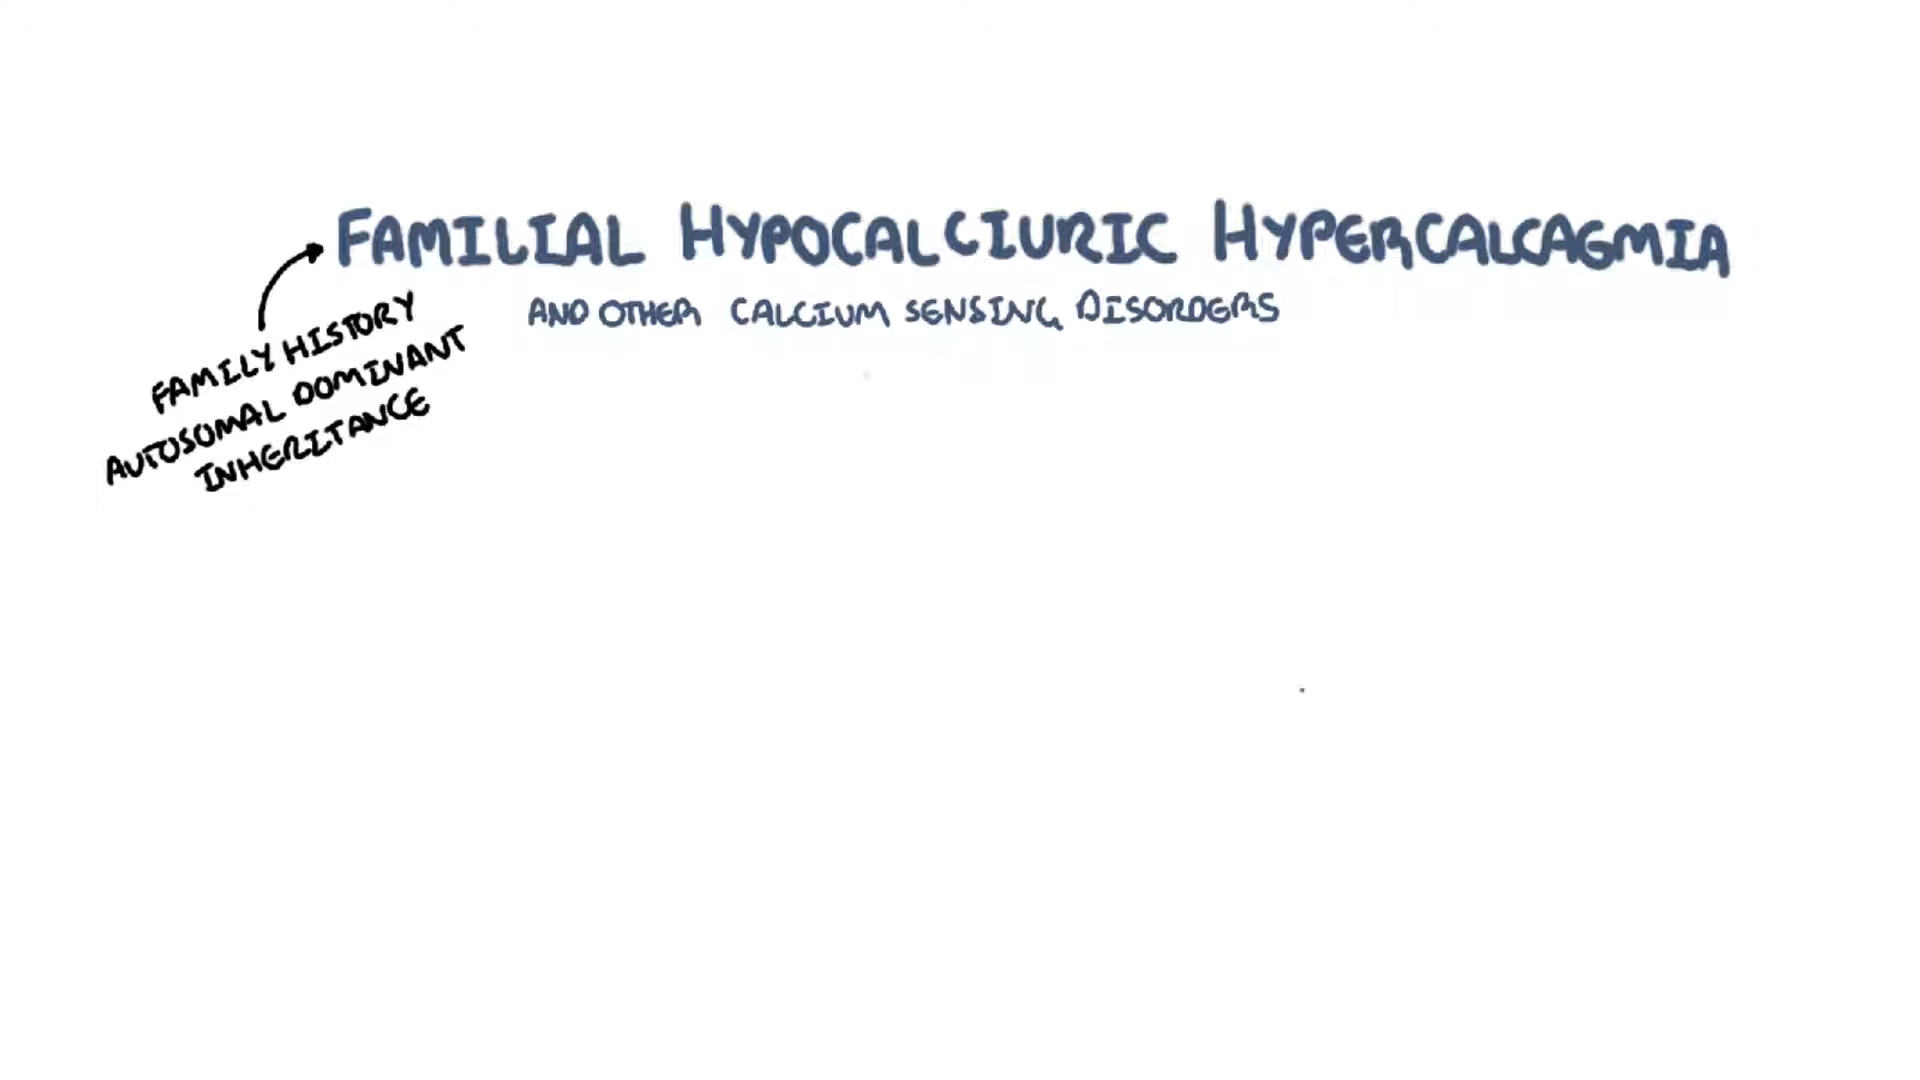 FAMILIAL HYPOCALCIURIC HYPERCALCAEMIA
AND OTHER CALCIUM SENSING DISORDERS
FAMILY HISTORY
AUTOSOMAL DOMINANT
INHERITANCE